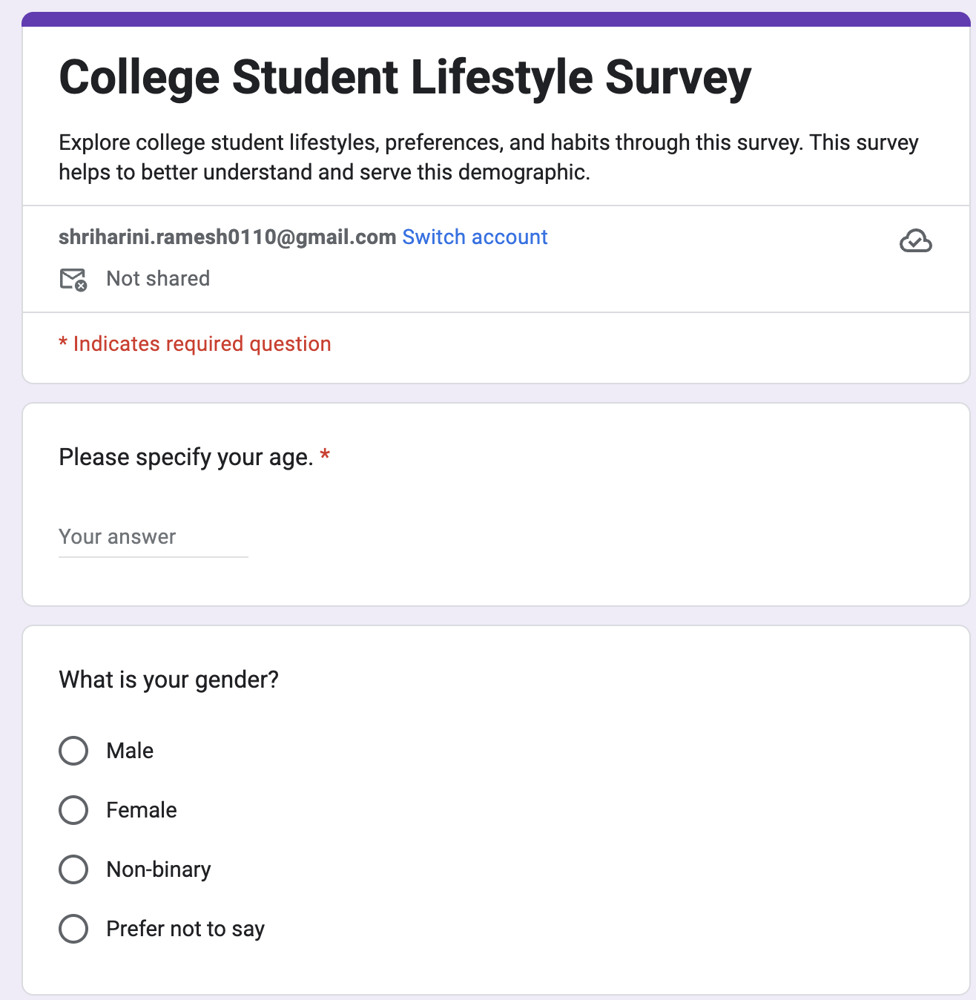 College Student Lifestyle Survey
Explore college student lifestyles, preferences, and habits through this survey. This survey
helps to better understand and serve this demographic.
shriharini.ramesh0110@gmail.com Switch account
Not shared
* Indicates required question
Please specify your age. *
Your answer
What is your gender?
Male
Female
Non-binary
Prefer not to say